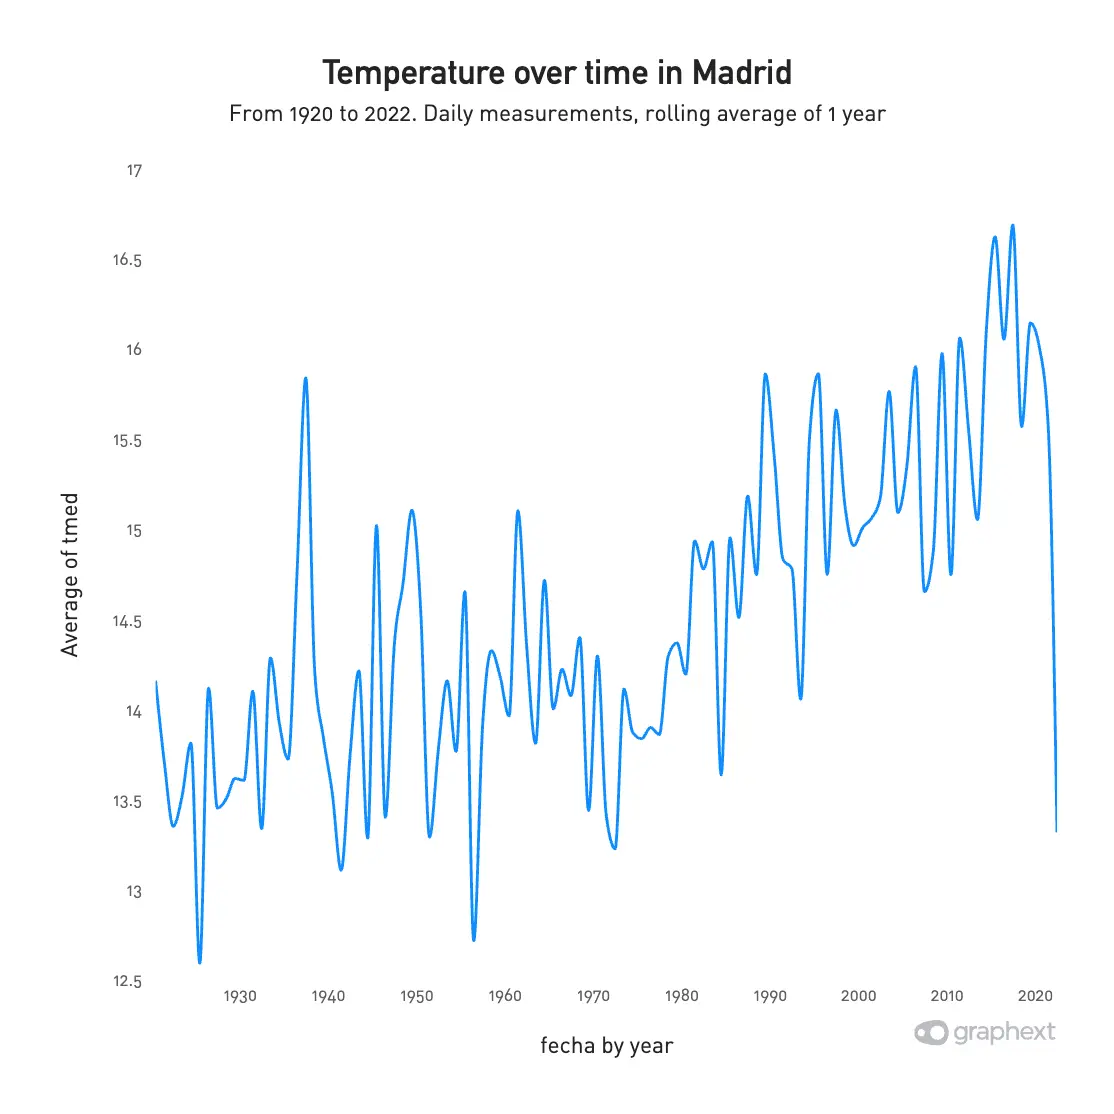 Temperature over time in Madrid
From 1920 to 2022. Daily measurements, rolling average of 1 year
17
16.5
16
15.5
15
14.5
14
13.5
13
12.5
Average of tmed
1930 1940 1950 1960 1970 1980 1990 2000 2010 2020
graphext
fecha by year